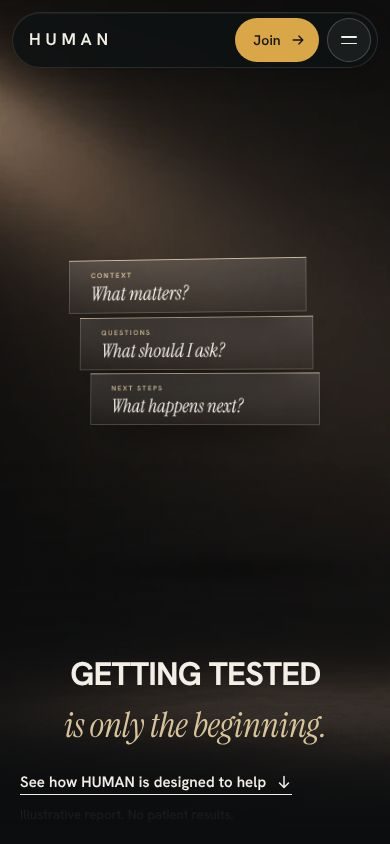 HUMAN
Join →
CONTEXT
What matters?
QUESTIONS
What should I ask?
NEXT STEPS
What happens next?
GETTING TESTED
is only the beginning.
See how HUMAN is designed to help ↓
Illustrative report. No patient results.